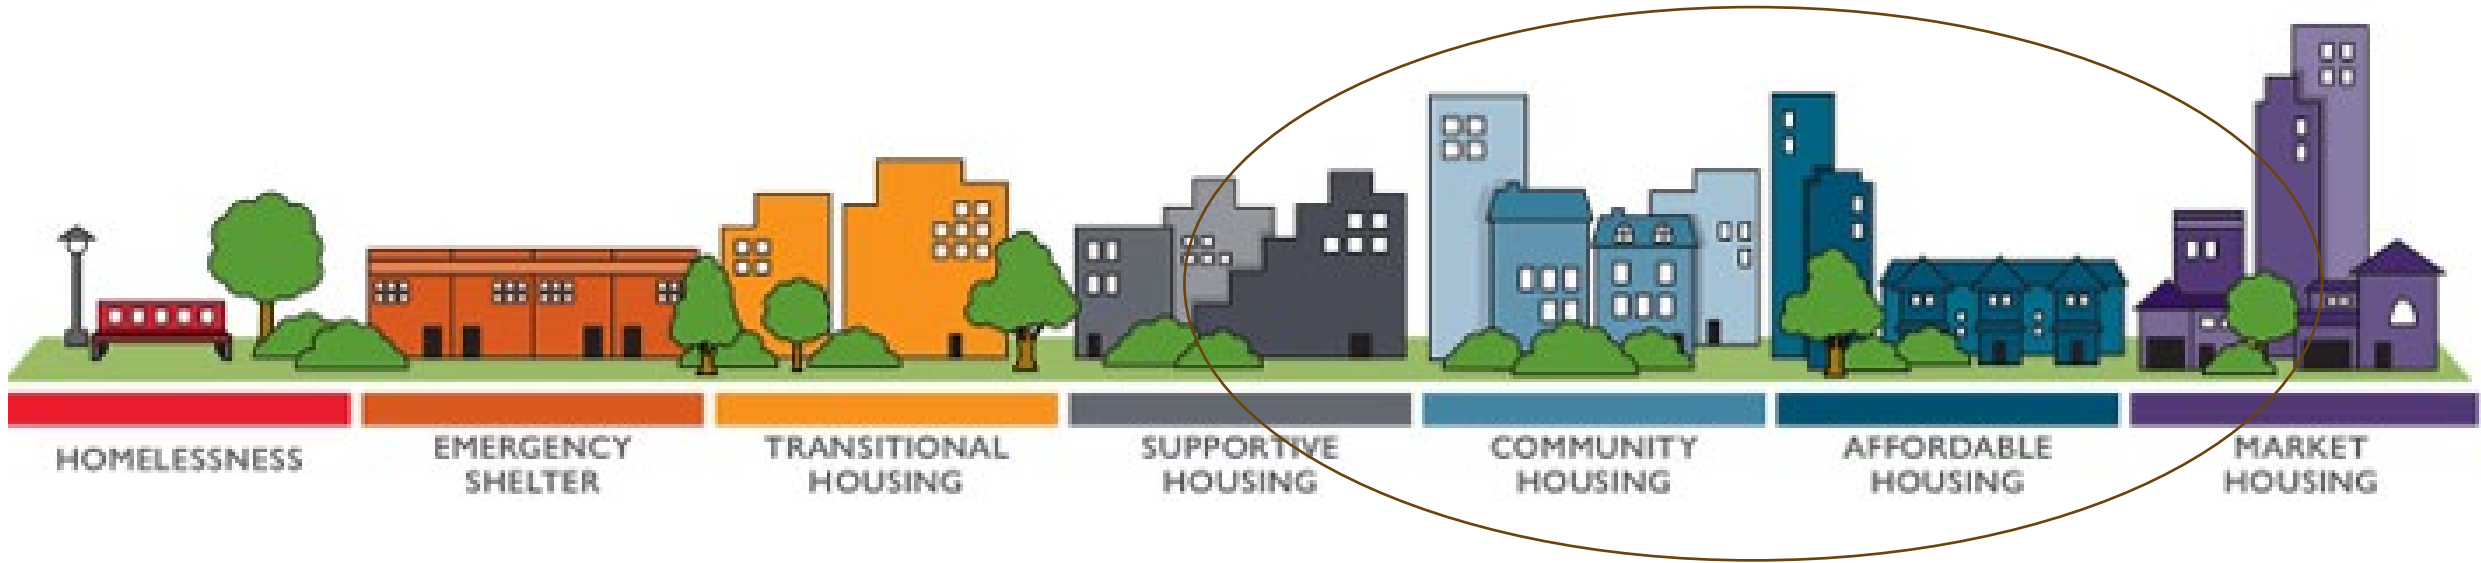 HOMELESSNESS
EMERGENCY
SHELTER
TRANSITIONAL
HOUSING
SUPPORTIVE
HOUSING
COMMUNITY
HOUSING
AFFORDABLE
HOUSING
MARKET
HOUSING